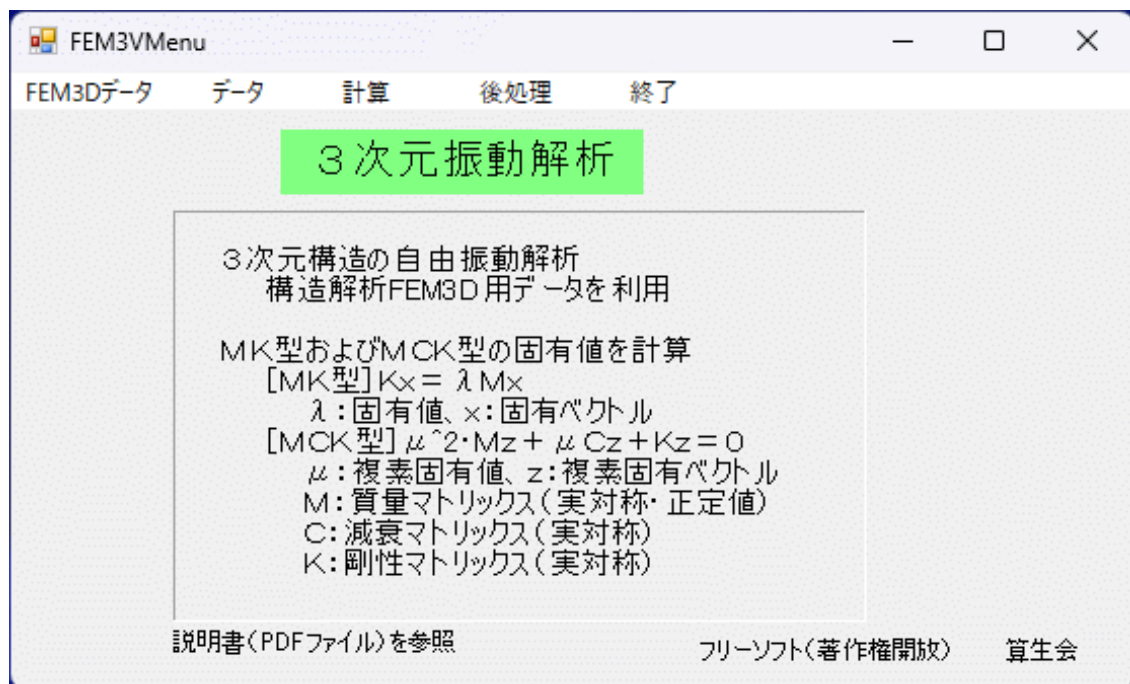 FEM3VMenu
FEM3Dデータ データ 計算 後処理 終了
３次元振動解析
３次元構造の自由振動解析
構造解析FEM3D用データを利用
ＭＫ型およびＭＣＫ型の固有値を計算
［ＭＫ型］Ｋｘ＝λＭｘ
λ：固有値、ｘ：固有ベクトル
［ＭＣＫ型］μ^2・Ｍｚ＋μＣｚ＋Ｋｚ＝０
μ：複素固有値、ｚ：複素固有ベクトル
Ｍ：質量マトリックス（実対称・正定値）
Ｃ：減衰マトリックス（実対称）
Ｋ：剛性マトリックス（実対称）
説明書（PDFファイル）を参照
フリーソフト（著作権開放） 算生会